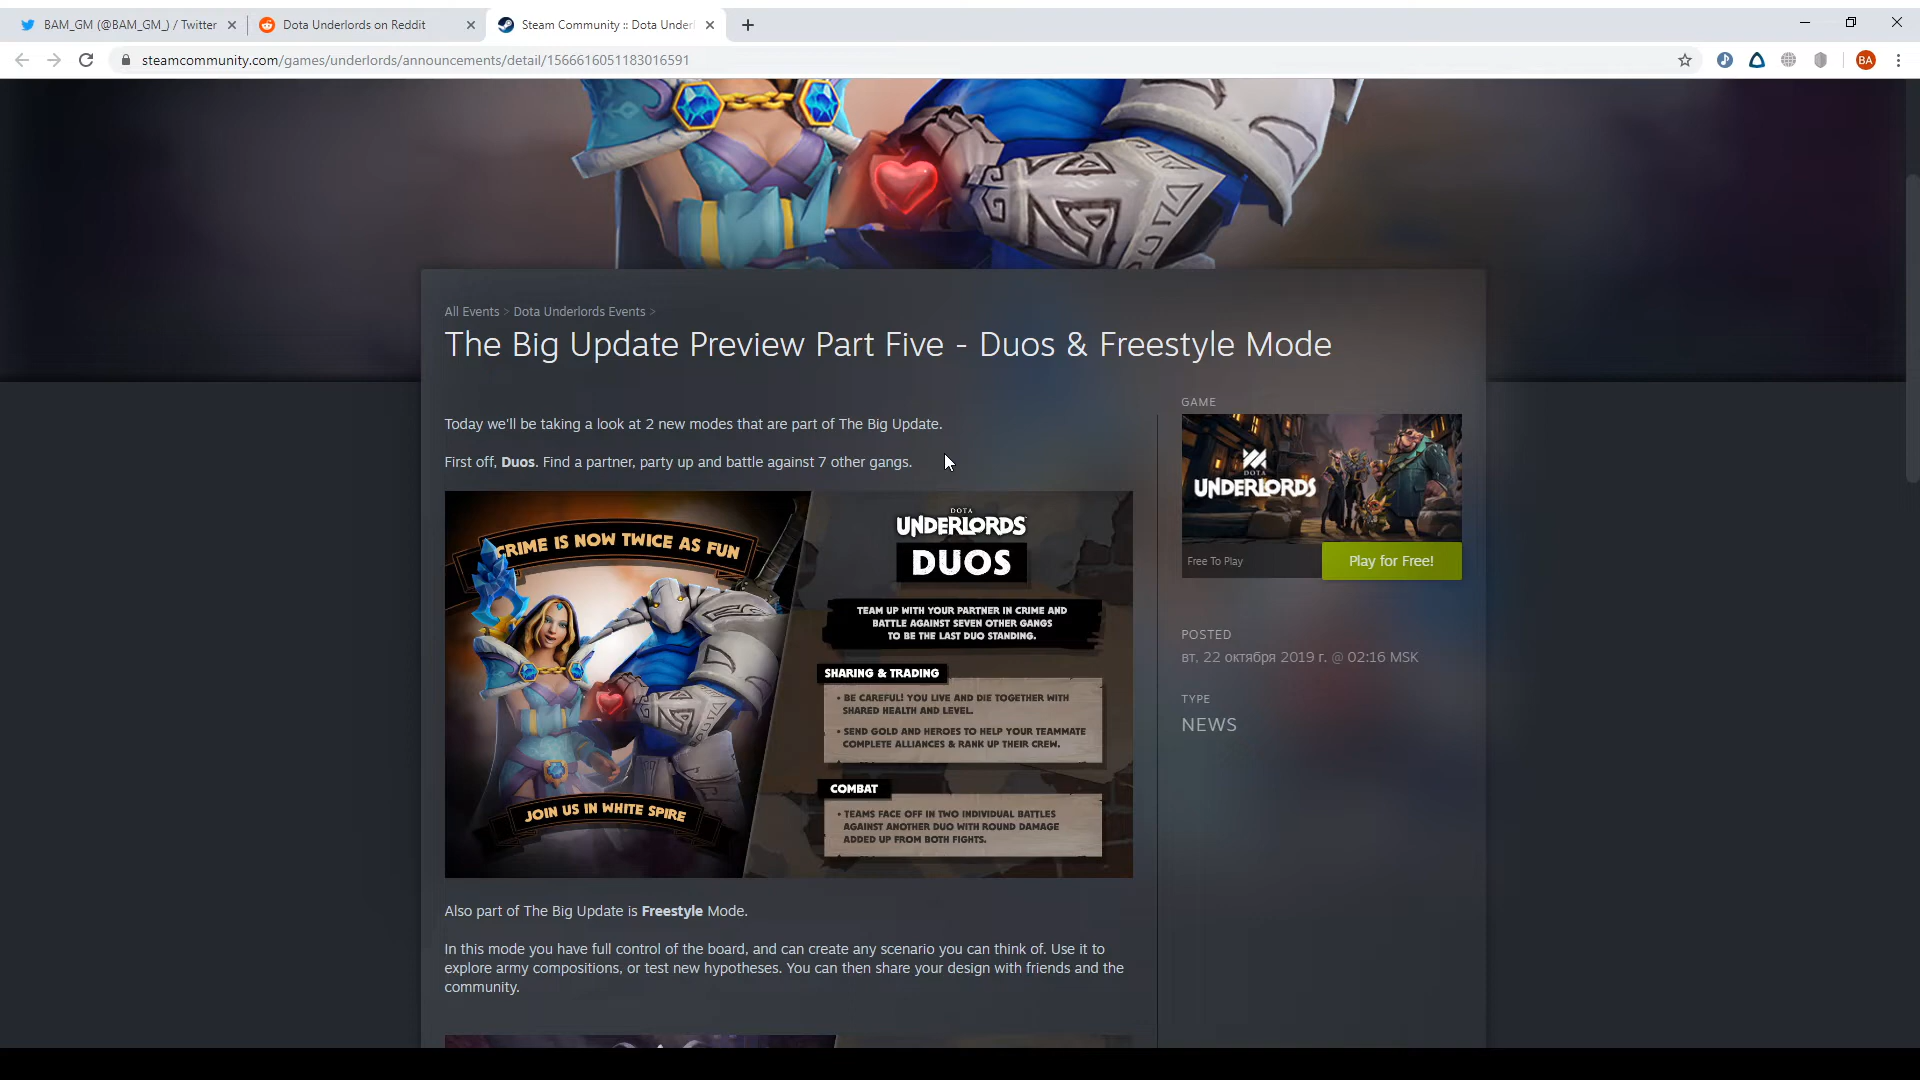 BAM_GM (@BAM_GM_) / Twitter
Dota Underlords on Reddit
Steam Community :: Dota Under
steamcommunity.com/games/underlords/announcements/detail/1566616051183016591
BA
All Events > Dota Underlords Events >
The Big Update Preview Part Five - Duos & Freestyle Mode
Today we'll be taking a look at 2 new modes that are part of The Big Update.
First off, Duos. Find a partner, party up and battle against 7 other gangs.
CRIME IS NOW TWICE AS FUN
JOIN US IN WHITE SPIRE
DOTA
UNDERLORDS
DUOS
TEAM UP WITH YOUR PARTNER IN CRIME AND
BATTLE AGAINST SEVEN OTHER GANGS
TO BE THE LAST DUO STANDING.
SHARING & TRADING
• BE CAREFUL! YOU LIVE AND DIE TOGETHER WITH
SHARED HEALTH AND LEVEL.
• SEND GOLD AND HEROES TO HELP YOUR TEAMMATE
COMPLETE ALLIANCES & RANK UP THEIR CREW.
COMBAT
• TEAMS FACE OFF IN TWO INDIVIDUAL BATTLES
AGAINST ANOTHER DUO WITH ROUND DAMAGE
ADDED UP FROM BOTH FIGHTS.
Also part of The Big Update is Freestyle Mode.
In this mode you have full control of the board, and can create any scenario you can think of. Use it to
explore army compositions, or test new hypotheses. You can then share your design with friends and the
community.
GAME
DOTA
UNDERLORDS
Free To Play
Play for Free!
POSTED
вт, 22 октября 2019 г. @ 02:16 MSK
TYPE
NEWS